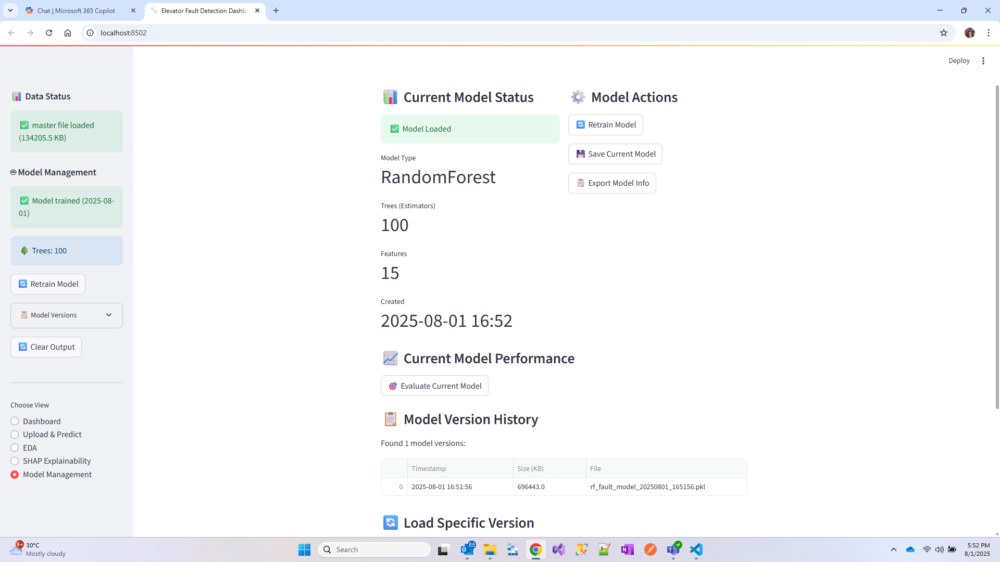 Chat | Microsoft 365 Copilot
Elevator Fault Detection Dashbo
localhost:8502
Deploy
Data Status
master file loaded
(134205.5 KB)
Model Management
Model trained (2025-08-
01)
Trees: 100
Retrain Model
Model Versions
Clear Output
Choose View
Dashboard
Upload & Predict
EDA
SHAP Explainability
Model Management
Current Model Status
Model Loaded
Model Type
RandomForest
Trees (Estimators)
100
Features
15
Created
2025-08-01 16:52
Model Actions
Retrain Model
Save Current Model
Export Model Info
Current Model Performance
Evaluate Current Model
Model Version History
Found 1 model versions:
Timestamp Size (KB) File
0 2025-08-01 16:51:56 696443.0 rf_fault_model_20250801_165156.pkl
Load Specific Version
9+
30°C
Mostly cloudy
Search
5:52 PM
8/1/2025